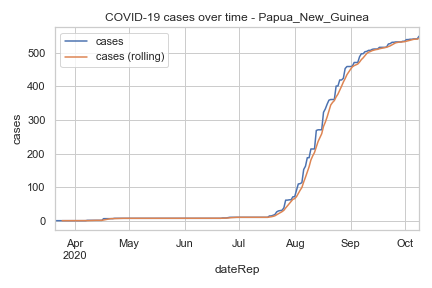 COVID-19 cases over time - Papua_New_Guinea
cases
cases (rolling)
500
400
300
200
100
0
cases
Apr May Jun Jul Aug Sep Oct
2020
dateRep